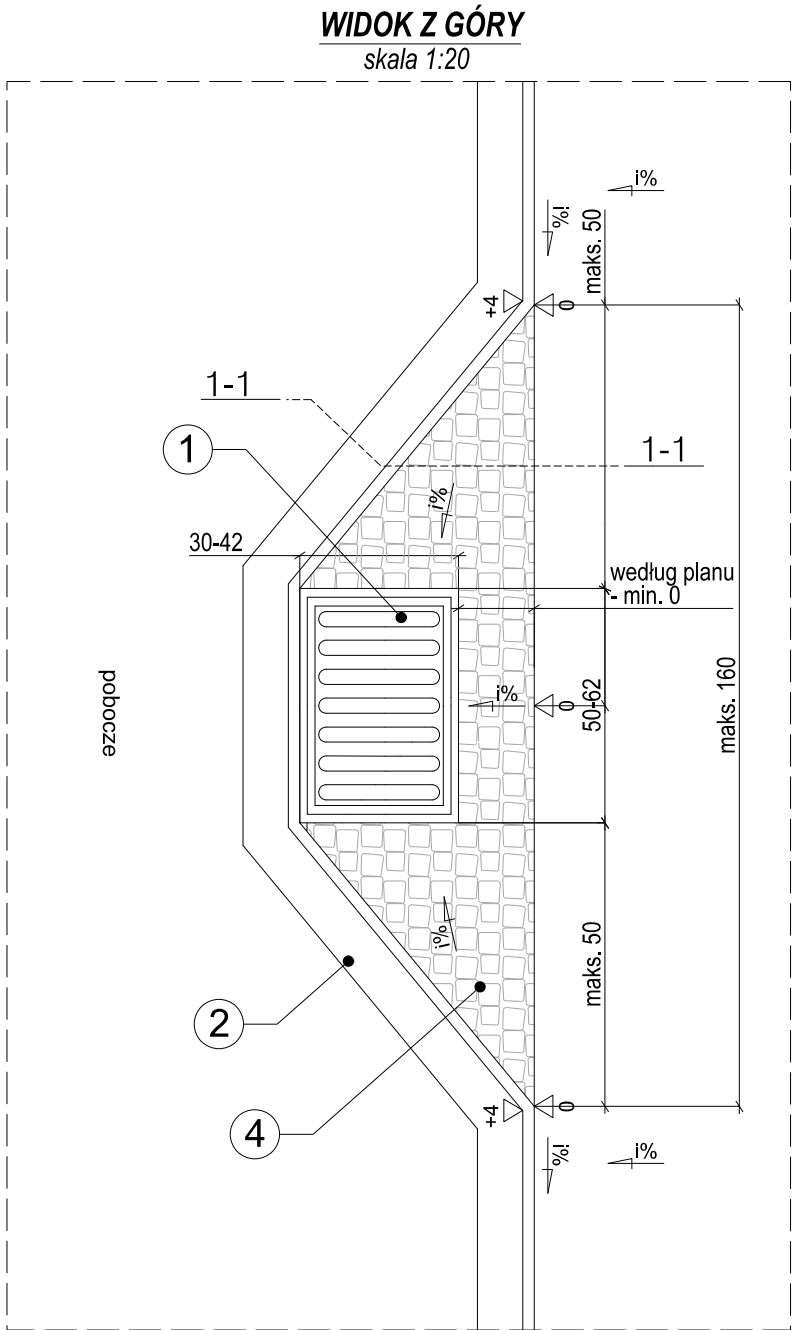 WIDOK Z GÓRY
skala 1:20
i%
i%
maks. 50
+4
0
1-1
1
1-1
i%
30-42
według planu
- min. 0
i%
0
50-62
maks. 160
pobocze
i%
maks. 50
2
4
+4
0
i%
i%